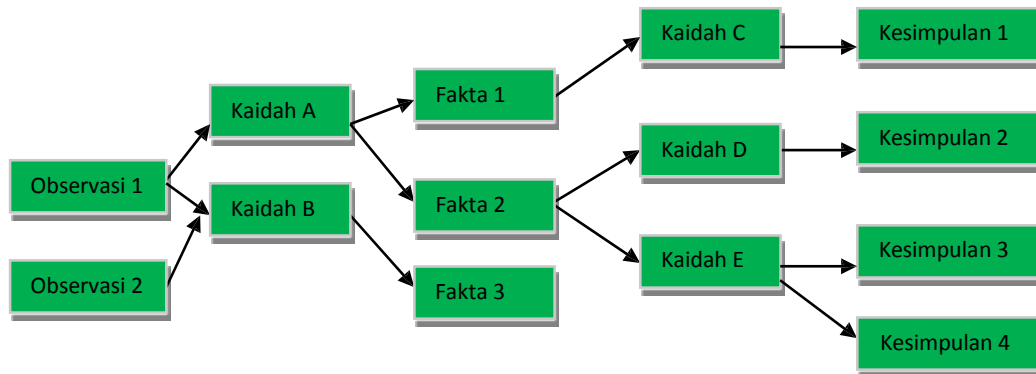 Observasi 1
Observasi 2
Kaidah A
Kaidah B
Fakta 1
Fakta 2
Fakta 3
Kaidah C
Kaidah D
Kaidah E
Kesimpulan 1
Kesimpulan 2
Kesimpulan 3
Kesimpulan 4